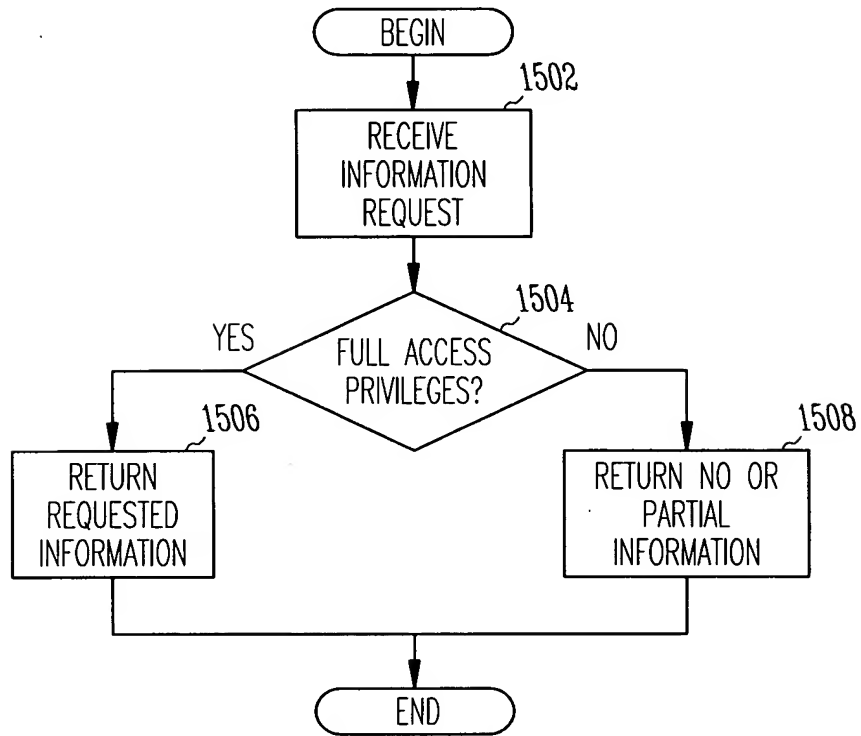 BEGIN
1502
RECEIVE
INFORMATION
REQUEST
1504
YES
FULL ACCESS
PRIVILEGES?
NO
1506
RETURN
REQUESTED
INFORMATION
1508
RETURN NO OR
PARTIAL
INFORMATION
END